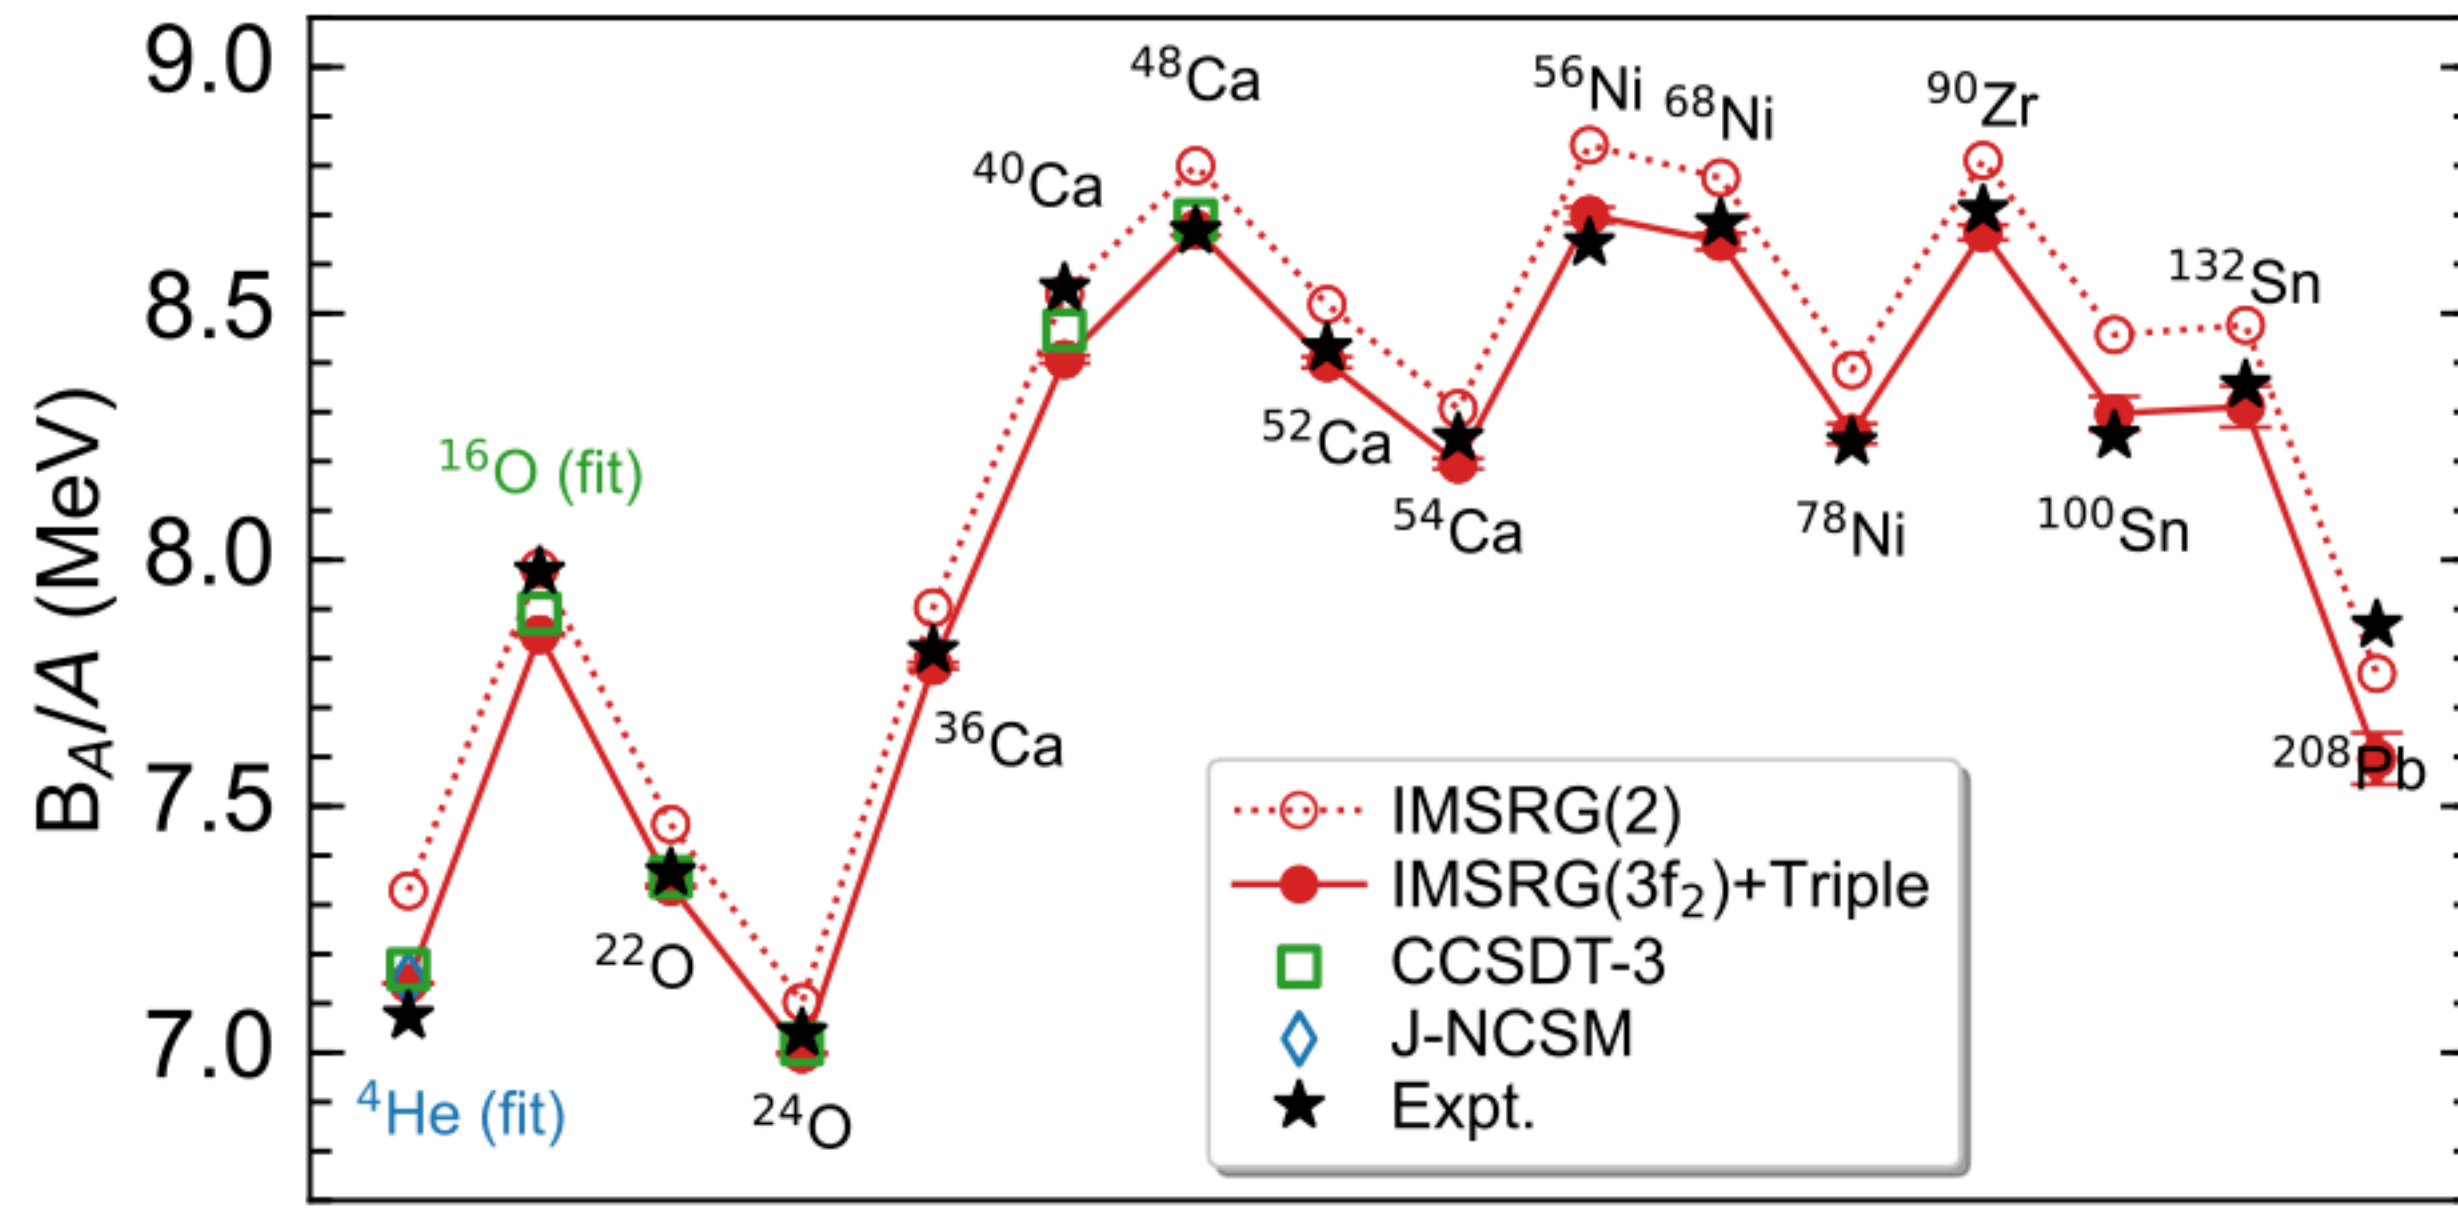 B_A/A (MeV)
9.0
8.5
8.0
7.5
7.0
⁴He (fit)
¹⁶O (fit)
²²O
²⁴O
³⁶Ca
⁴⁰Ca
⁴⁸Ca
⁵²Ca
⁵⁴Ca
⁵⁶Ni
⁶⁸Ni
⁷⁸Ni
⁹⁰Zr
¹⁰⁰Sn
¹³²Sn
²⁰⁸Pb
IMSRG(2)
IMSRG(3f₂)+Triple
CCSDT-3
J-NCSM
Expt.